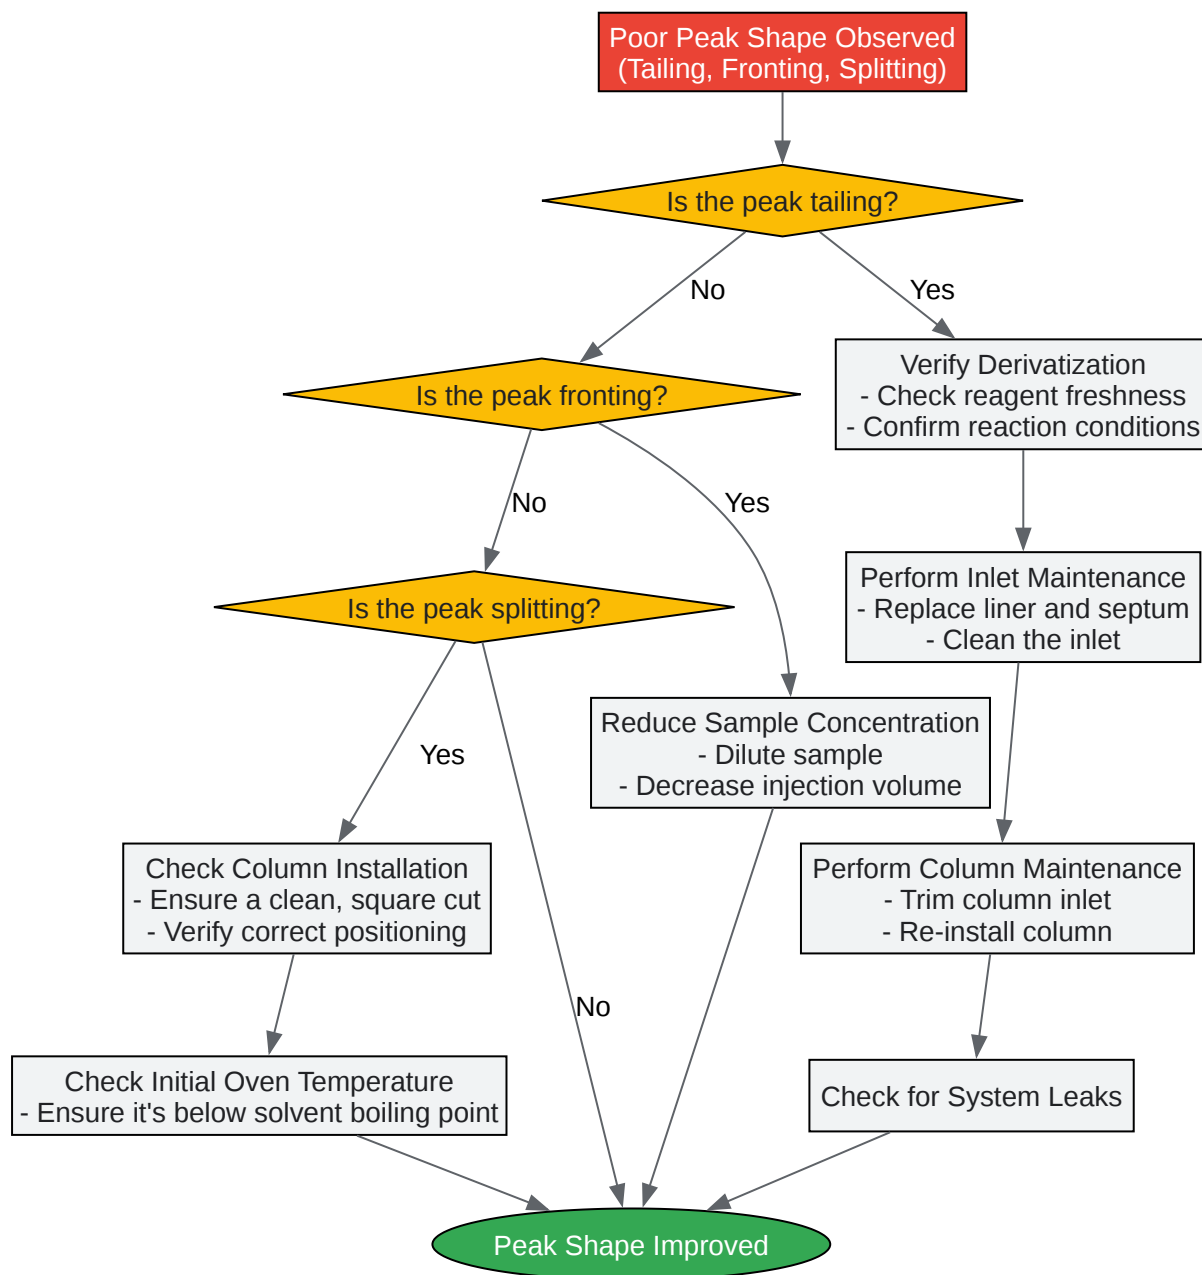 Poor Peak Shape Observed
(Tailing, Fronting, Splitting)
Is the peak tailing?
No
Yes
Is the peak fronting?
Verify Derivatization
- Check reagent freshness
- Confirm reaction conditions
No
Yes
Is the peak splitting?
Perform Inlet Maintenance
- Replace liner and septum
- Clean the inlet
Yes
Reduce Sample Concentration
- Dilute sample
- Decrease injection volume
Check Column Installation
- Ensure a clean, square cut
- Verify correct positioning
Perform Column Maintenance
- Trim column inlet
- Re-install column
No
Check Initial Oven Temperature
- Ensure it's below solvent boiling point
Check for System Leaks
Peak Shape Improved